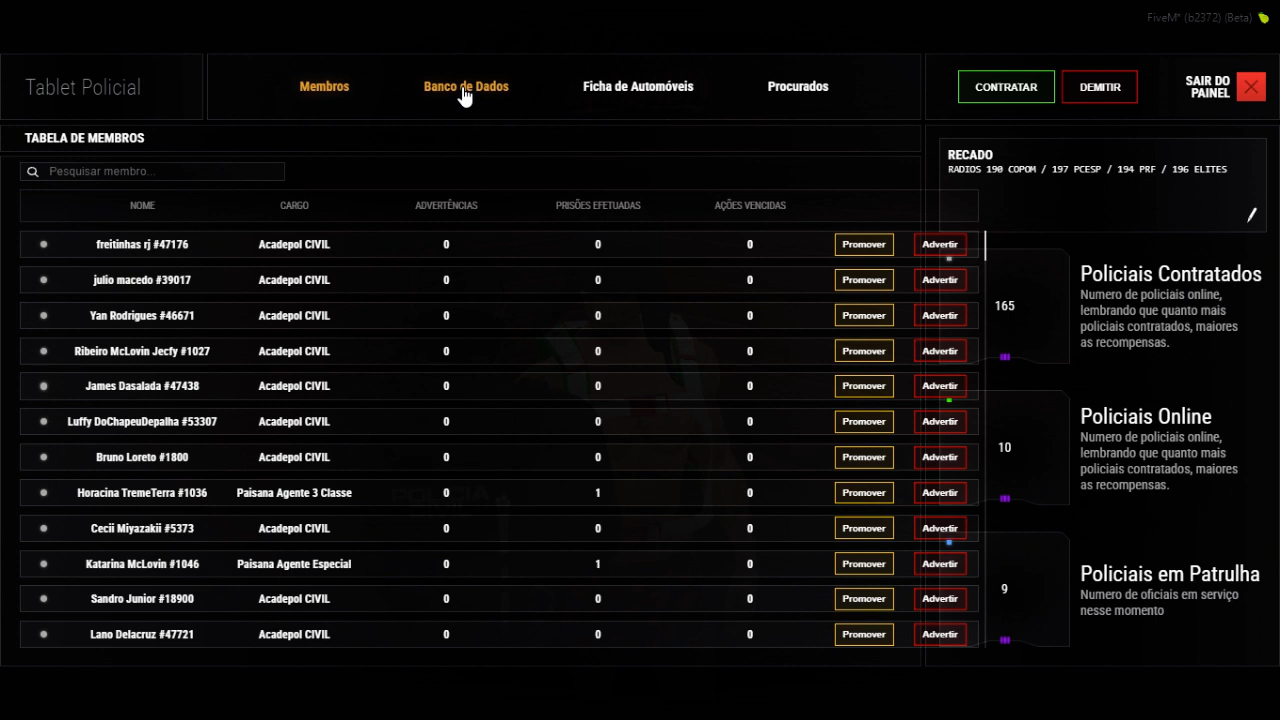 FiveM* (b2372) (Beta)
Tablet Policial
Membros
Banco de Dados
Ficha de Automóveis
Procurados
CONTRATAR
DEMITIR
SAIR DO
PAINEL
TABELA DE MEMBROS
Pesquisar membro...
NOME CARGO ADVERTÊNCIAS PRISÕES EFETUADAS AÇÕES VENCIDAS
freitinhas rj #47176 Acadepol CIVIL 0 0 0 Promover Advertir
julio macedo #39017 Acadepol CIVIL 0 0 0 Promover Advertir
Yan Rodrigues #46671 Acadepol CIVIL 0 0 0 Promover Advertir
Ribeiro McLovin Jecfy #1027 Acadepol CIVIL 0 0 0 Promover Advertir
James Dasalada #47438 Acadepol CIVIL 0 0 0 Promover Advertir
Luffy DoChapeuDepalha #53307 Acadepol CIVIL 0 0 0 Promover Advertir
Bruno Loreto #1800 Acadepol CIVIL 0 0 0 Promover Advertir
Horacina TremeTerra #1036 Paisana Agente 3 Classe 0 1 0 Promover Advertir
Cecii Miyazakii #5373 Acadepol CIVIL 0 0 0 Promover Advertir
Katarina McLovin #1046 Paisana Agente Especial 0 1 0 Promover Advertir
Sandro Junior #18900 Acadepol CIVIL 0 0 0 Promover Advertir
Lano Delacruz #47721 Acadepol CIVIL 0 0 0 Promover Advertir
RECADO
RADIOS 190 COPOM / 197 PCESP / 194 PRF / 196 ELITES
165
Policiais Contratados
Numero de policiais online,
lembrando que quanto mais
policiais contratados, maiores
as recompensas.
10
Policiais Online
Numero de policiais online,
lembrando que quanto mais
policiais contratados, maiores
as recompensas.
9
Policiais em Patrulha
Numero de oficiais em serviço
nesse momento